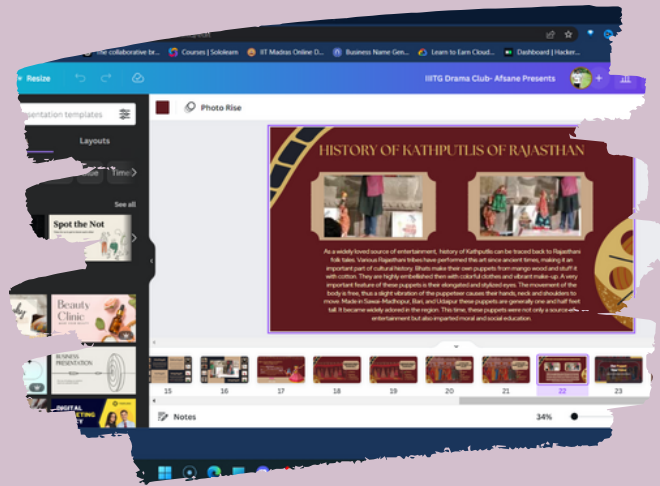 The collaborative br...
Courses | Sololearn
IIT Madras Online D...
Business Name Gen...
Learn to Earn Cloud...
Dashboard | Hacker...
Resize
IIITG Drama Club- Afsane Presents
sentation templates
Photo Rise
Layouts
Time
See all
Spot the Not
Beauty
Clinic
BUSINESS
PRESENTATION
DIGITAL
HISTORY OF KATHPUTLIS OF RAJASTHAN
As a widely loved source of entertainment, history of Kathputlis can be traced back to Rajasthani
folk tales. Various Rajasthani tribes have performed this art since ancient times, making it an
important part of cultural history. Bhats make their own puppets from mango wood and stuff it
with cotton. They are highly embellished then with colorful clothes and vibrant make-up. A very
important feature of these puppets is their elongated and stylized eyes. The movement of the
body is free, thus a slight vibration of the puppeteer causes their hands, neck and shoulders to
move. Made in Sawai-Madhopur, Bari, and Udaipur these puppets are generally one and half feet
tall. It became widely adored in the region. This time, these puppets were not only a source of
entertainment but also imparted moral and social education.
15
16
17
18
19
20
21
22
23
Notes
34%